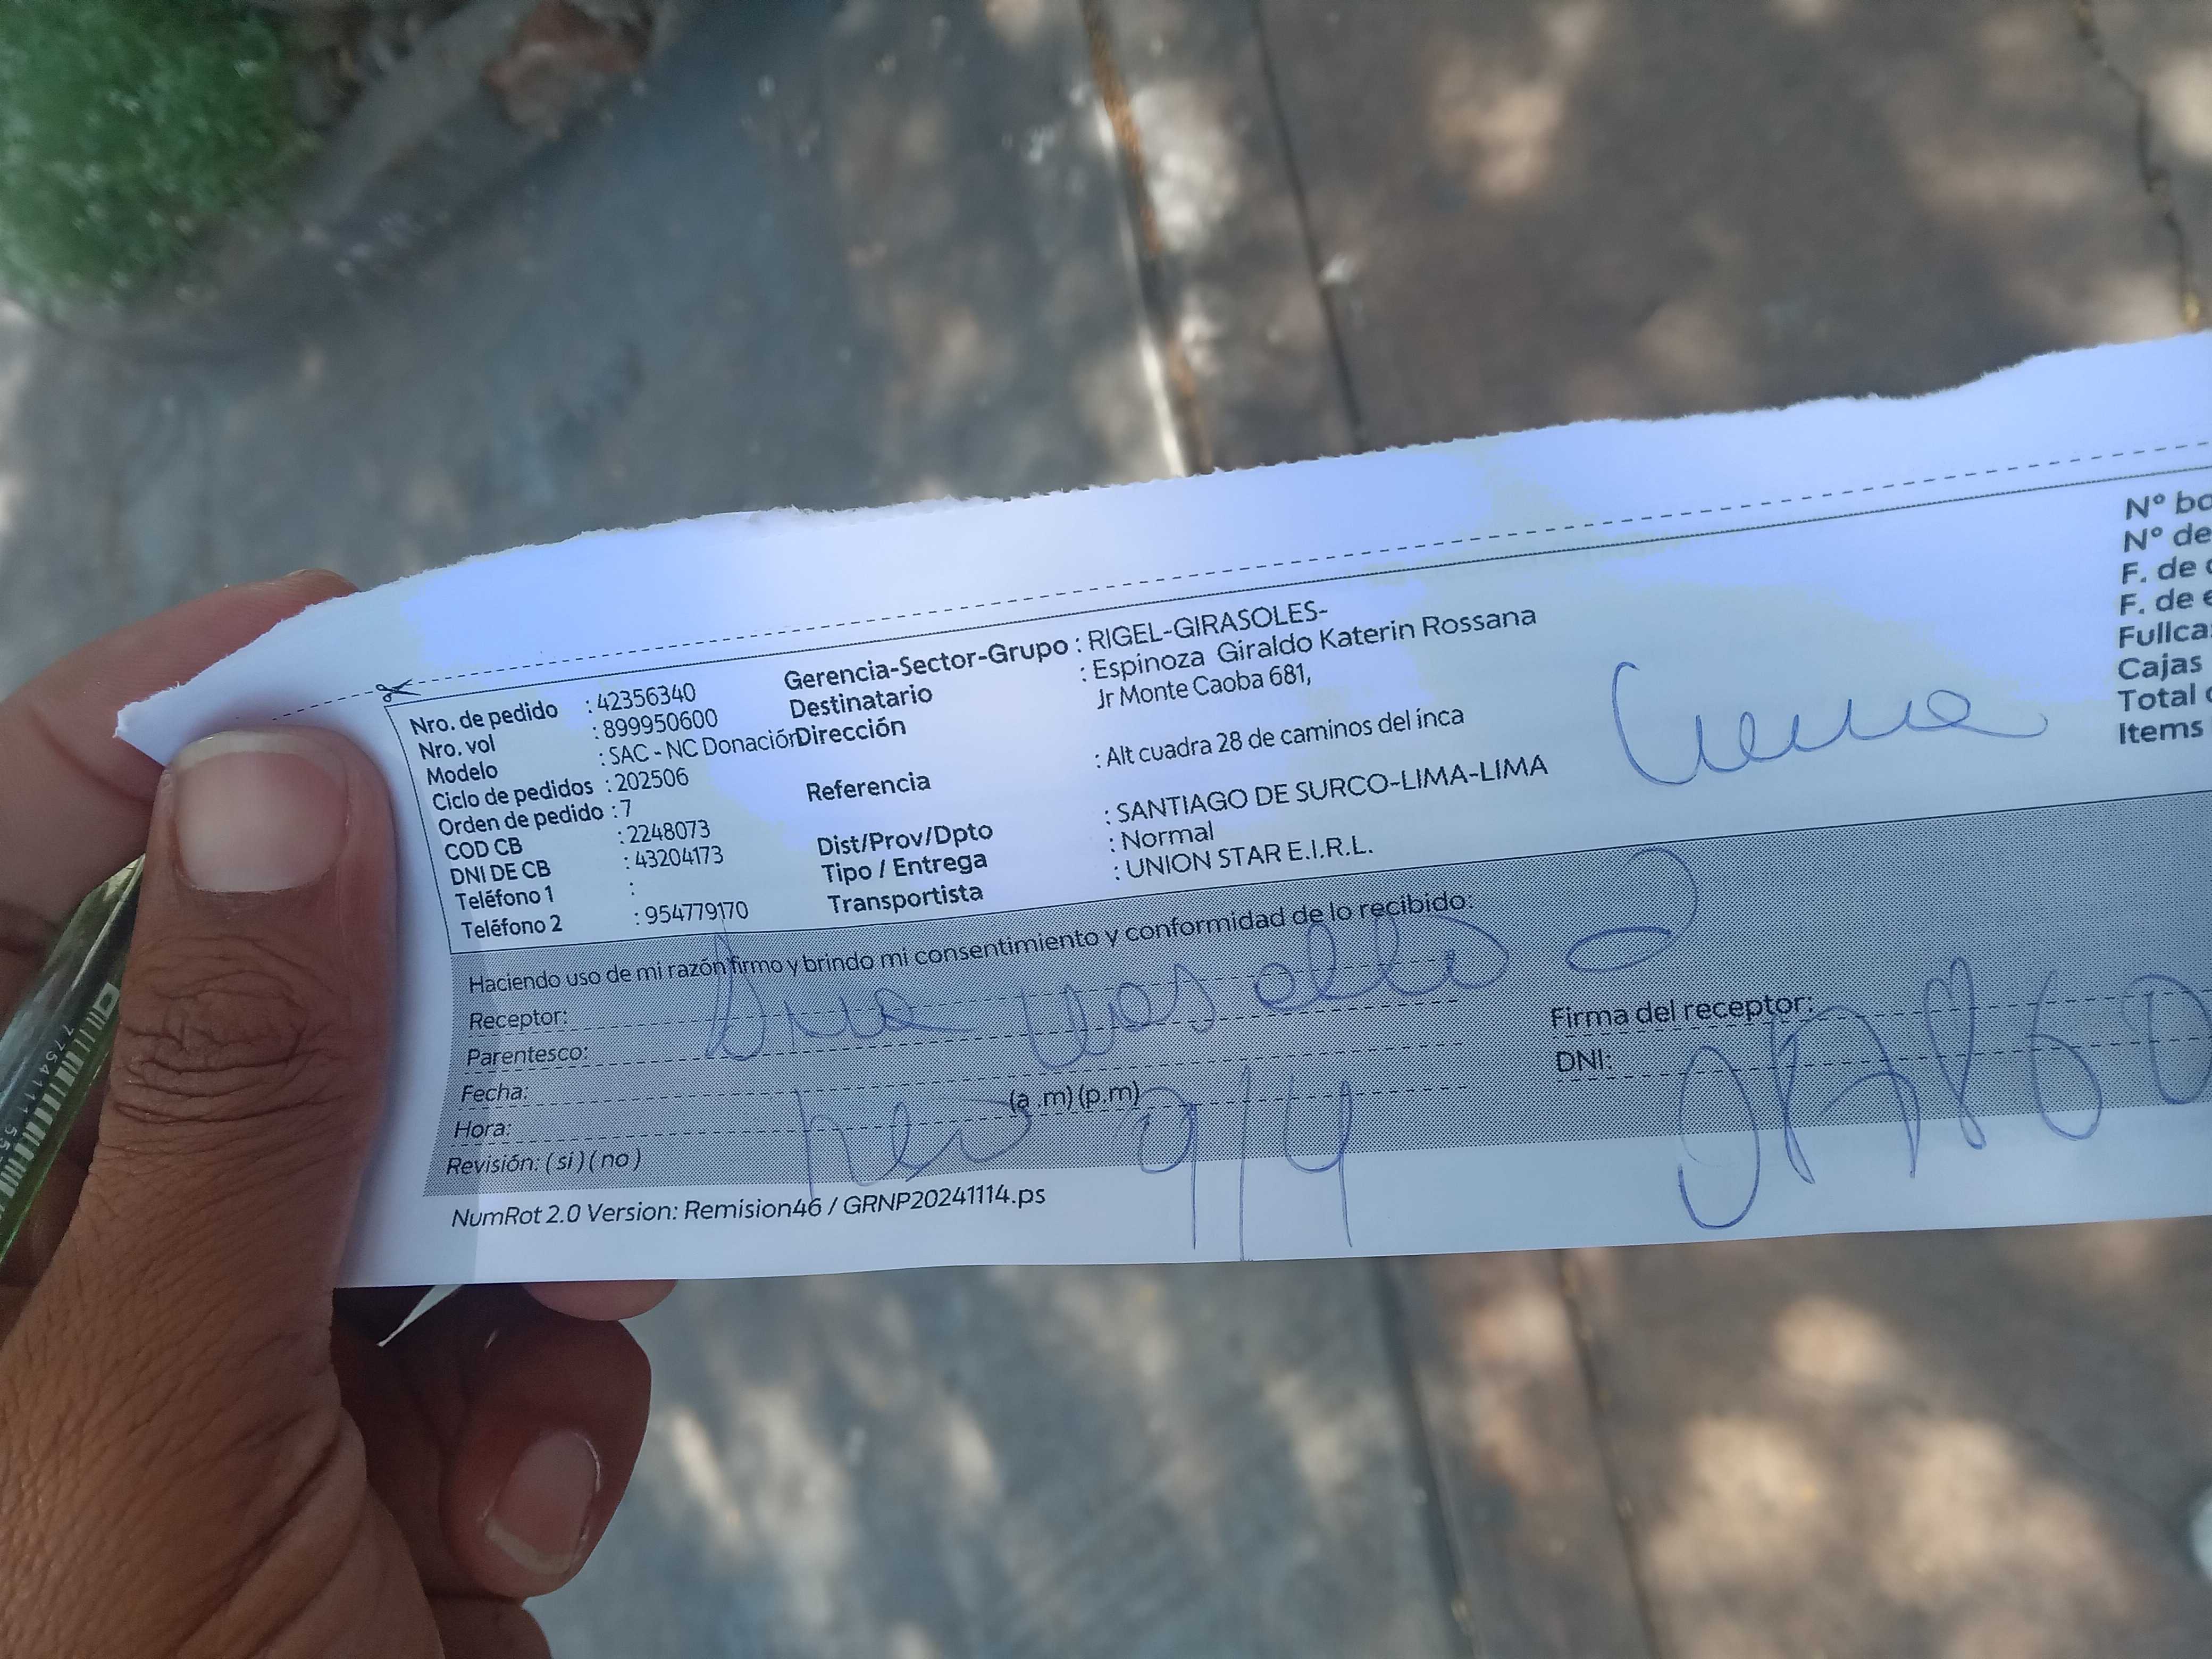 Nro. de pedido : 42356340
Nro. vol : 899950600
Modelo : SAC - NC Donación
Ciclo de pedidos : 202506
Orden de pedido : 7
COD CB : 2248073
DNI DE CB : 43204173
Teléfono 1 :
Teléfono 2 : 954779170
Gerencia-Sector-Grupo : RIGEL-GIRASOLES-
Destinatario : Espinoza Giraldo Katerin Rossana
Dirección Jr Monte Caoba 681,
Referencia : Alt cuadra 28 de caminos del ínca
Dist/Prov/Dpto : SANTIAGO DE SURCO-LIMA-LIMA
Tipo / Entrega : Normal
Transportista : UNION STAR E.I.R.L.
Nº
Nº de
F. de
F. de
Cajas
Total
Items
Haciendo uso de mi razón firmo y brindo mi consentimiento y conformidad de lo recibido:
Receptor:
Parentesco:
Fecha:
Hora: (a .m) (p.m)
Revisión: ( si ) ( no )
9/4
Firma del receptor:
DNI:
NumRot 2.0 Version: Remision46 / GRNP20241114.ps